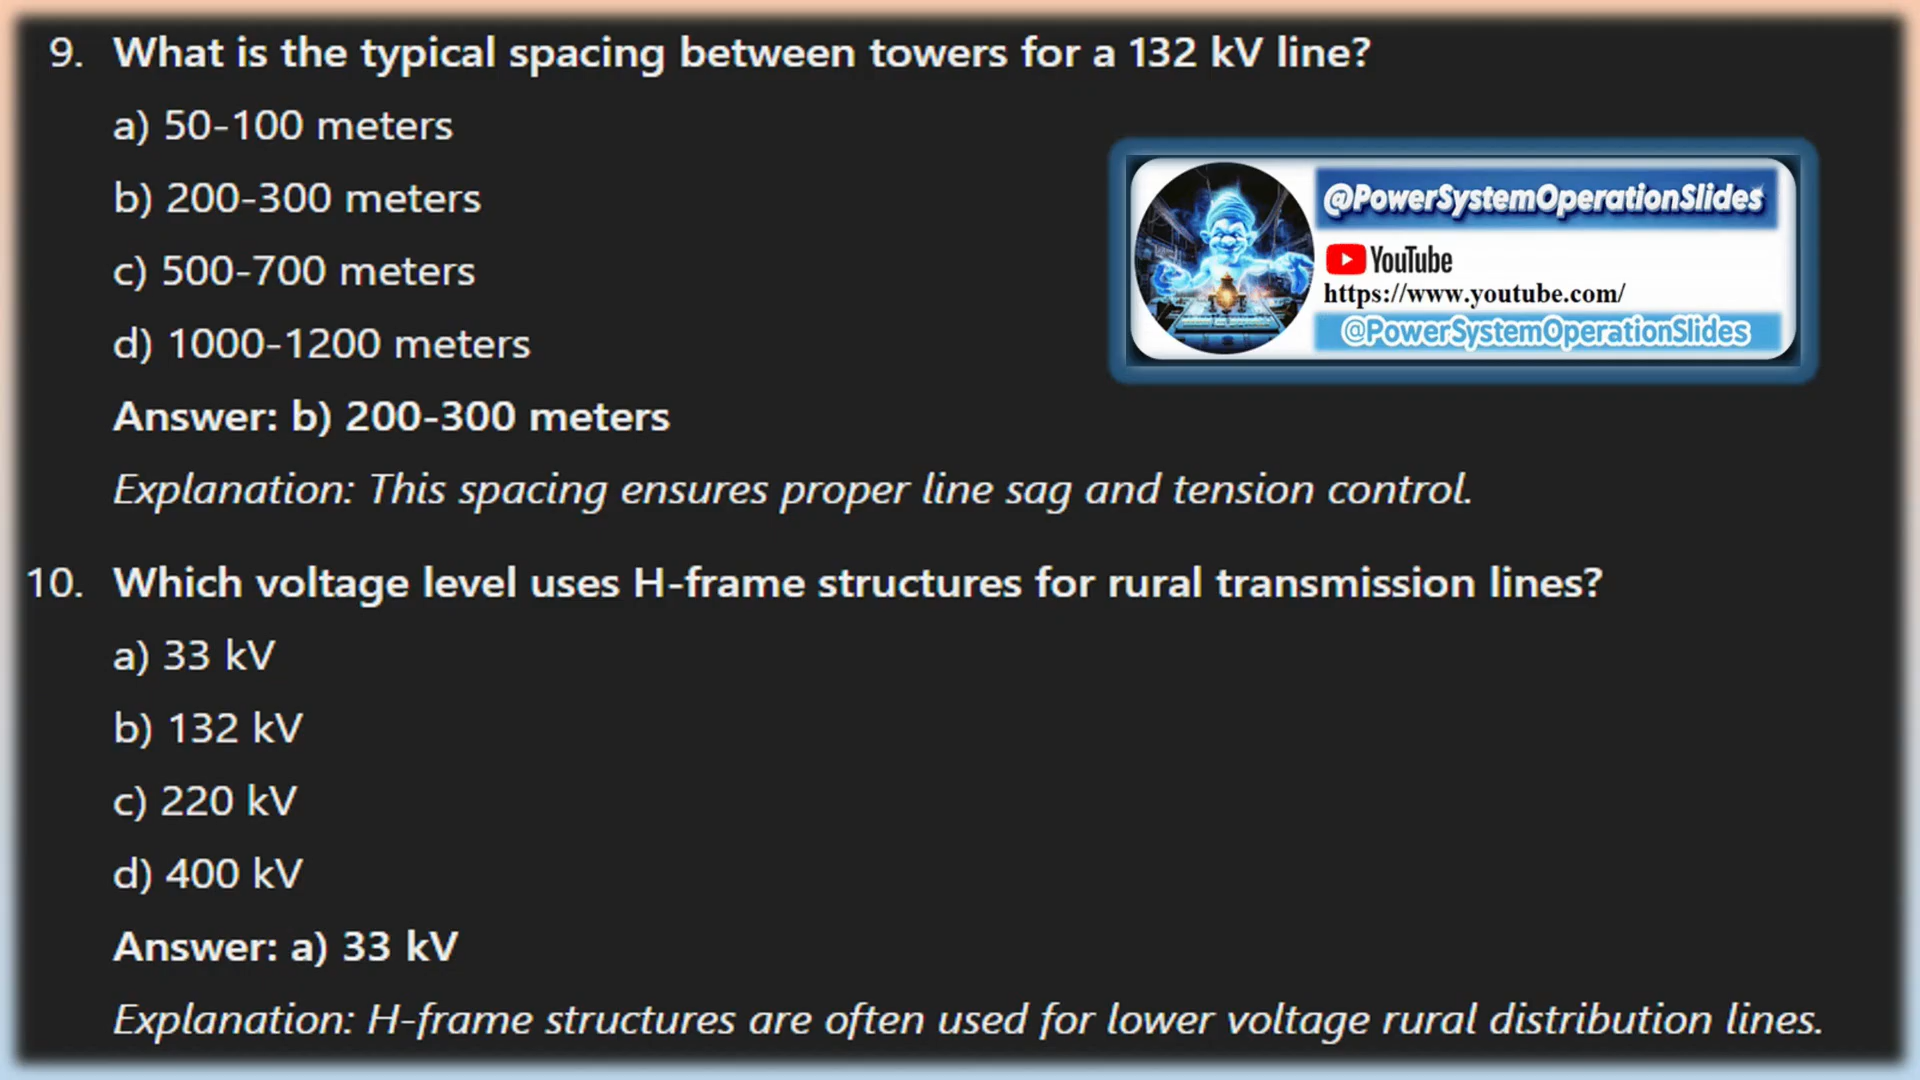 9. What is the typical spacing between towers for a 132 kV line?
a) 50-100 meters
b) 200-300 meters
c) 500-700 meters
d) 1000-1200 meters
Answer: b) 200-300 meters
Explanation: This spacing ensures proper line sag and tension control.
@PowerSystemOperationSlides
YouTube
https://www.youtube.com/
@PowerSystemOperationSlides
10. Which voltage level uses H-frame structures for rural transmission lines?
a) 33 kV
b) 132 kV
c) 220 kV
d) 400 kV
Answer: a) 33 kV
Explanation: H-frame structures are often used for lower voltage rural distribution lines.